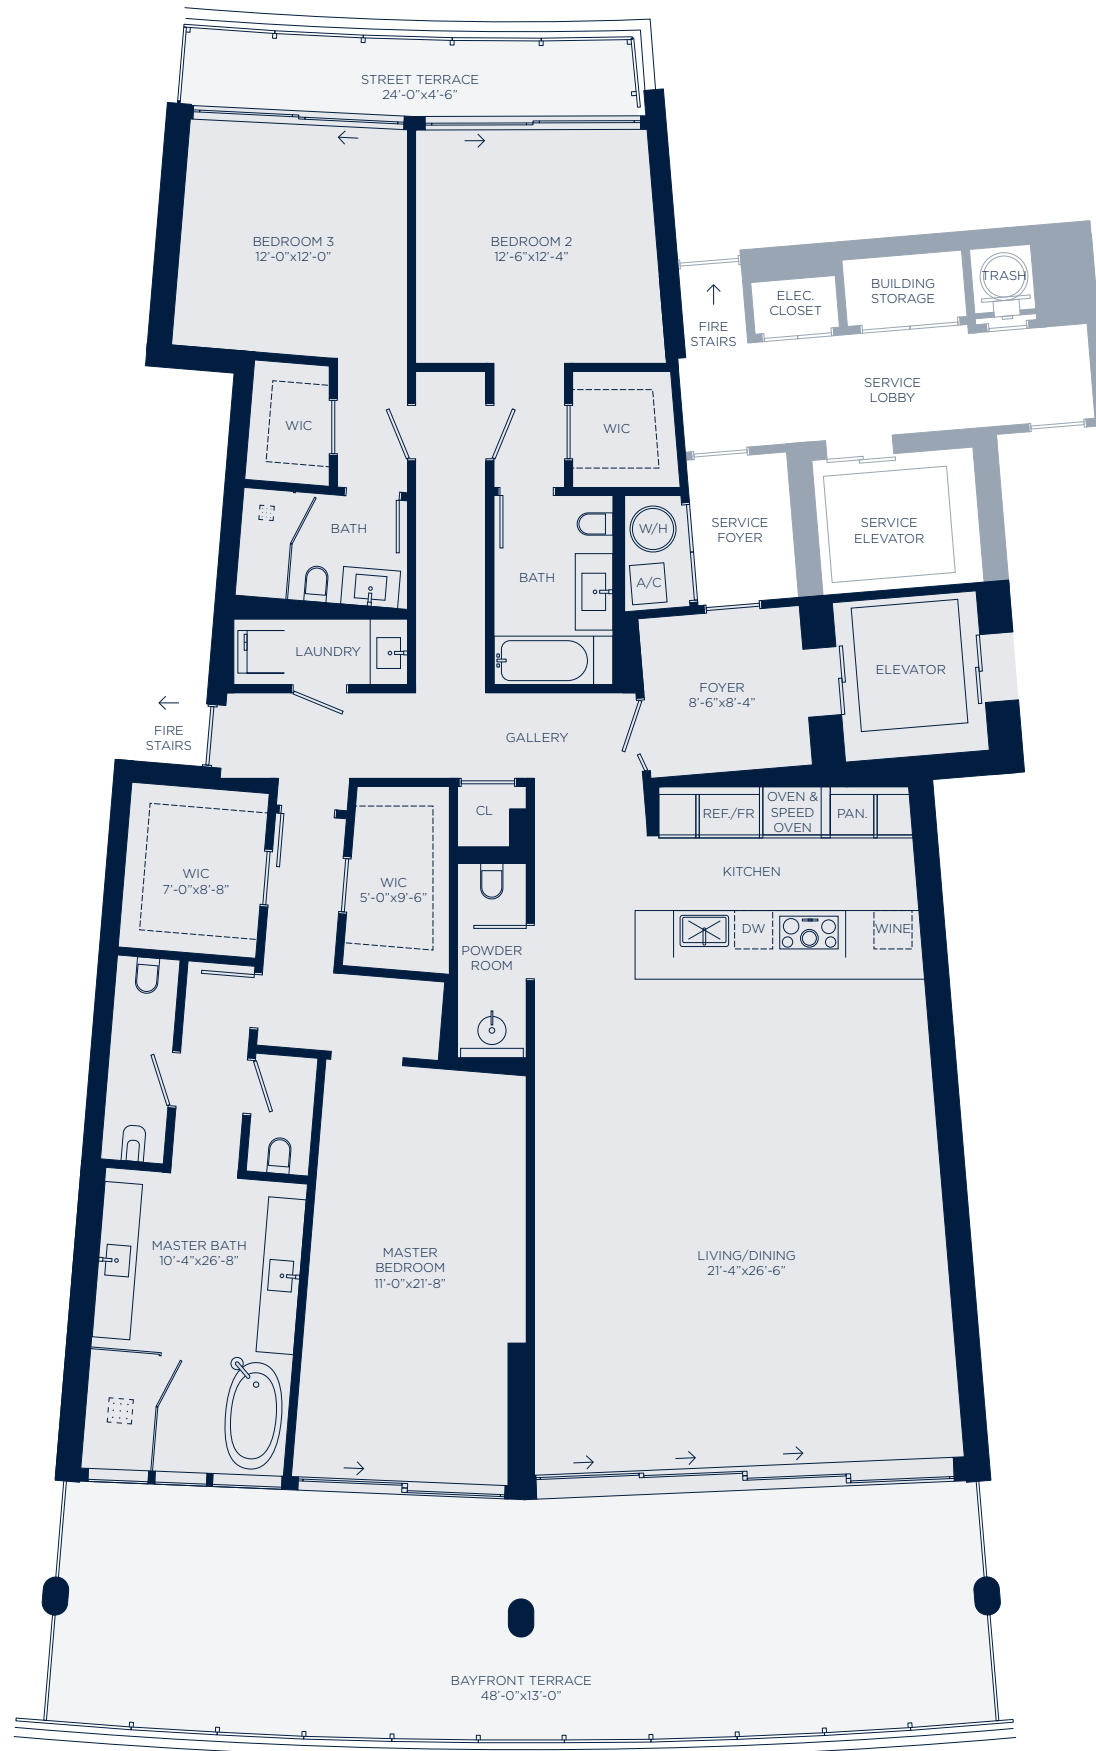 STREET TERRACE
24'-0"x4'-6"
BEDROOM 3
12'-0"x12'-0"
BEDROOM 2
12'-6"x12'-4"
FIRE
STAIRS
ELEC.
CLOSET
BUILDING
STORAGE
TRASH
SERVICE
LOBBY
WIC
WIC
BATH
BATH
W/H
A/C
SERVICE
FOYER
SERVICE
ELEVATOR
LAUNDRY
FOYER
8'-6"x8'-4"
ELEVATOR
FIRE
STAIRS
GALLERY
WIC
7'-0"x8'-8"
WIC
5'-0"x9'-6"
CL
REF./FR
OVEN &
SPEED
OVEN
PAN.
KITCHEN
DW
WINE
POWDER
ROOM
MASTER BATH
10'-4"x26'-8"
MASTER
BEDROOM
11'-0"x21'-8"
LIVING/DINING
21'-4"x26'-6"
BAYFRONT TERRACE
48'-0"x13'-0"